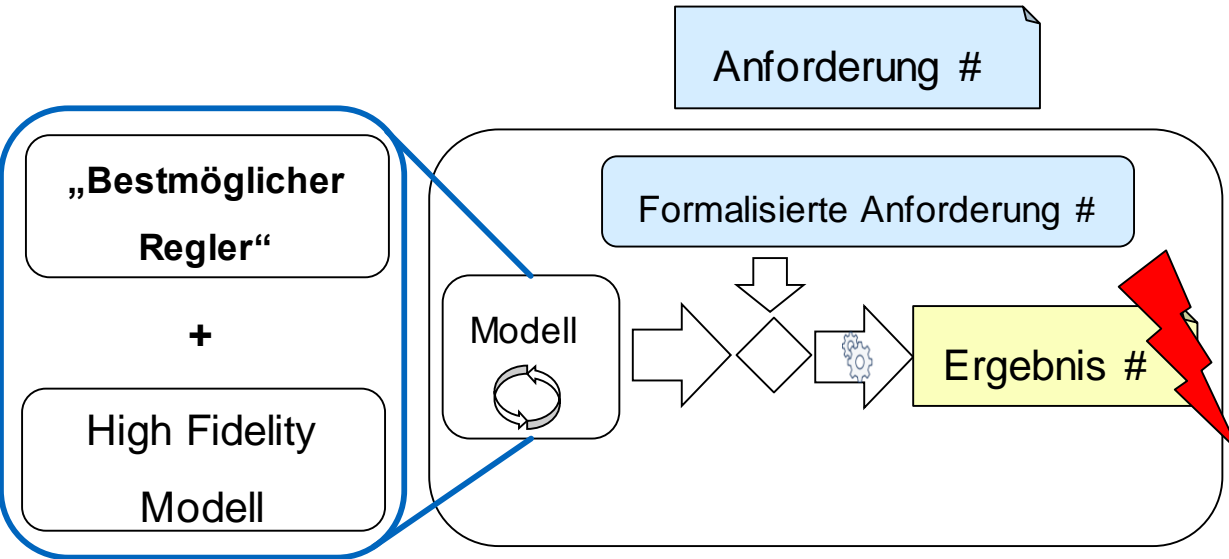 Anforderung #
„Bestmöglicher
Regler“
+
High Fidelity
Modell
Formalisierte Anforderung #
Modell
Ergebnis #